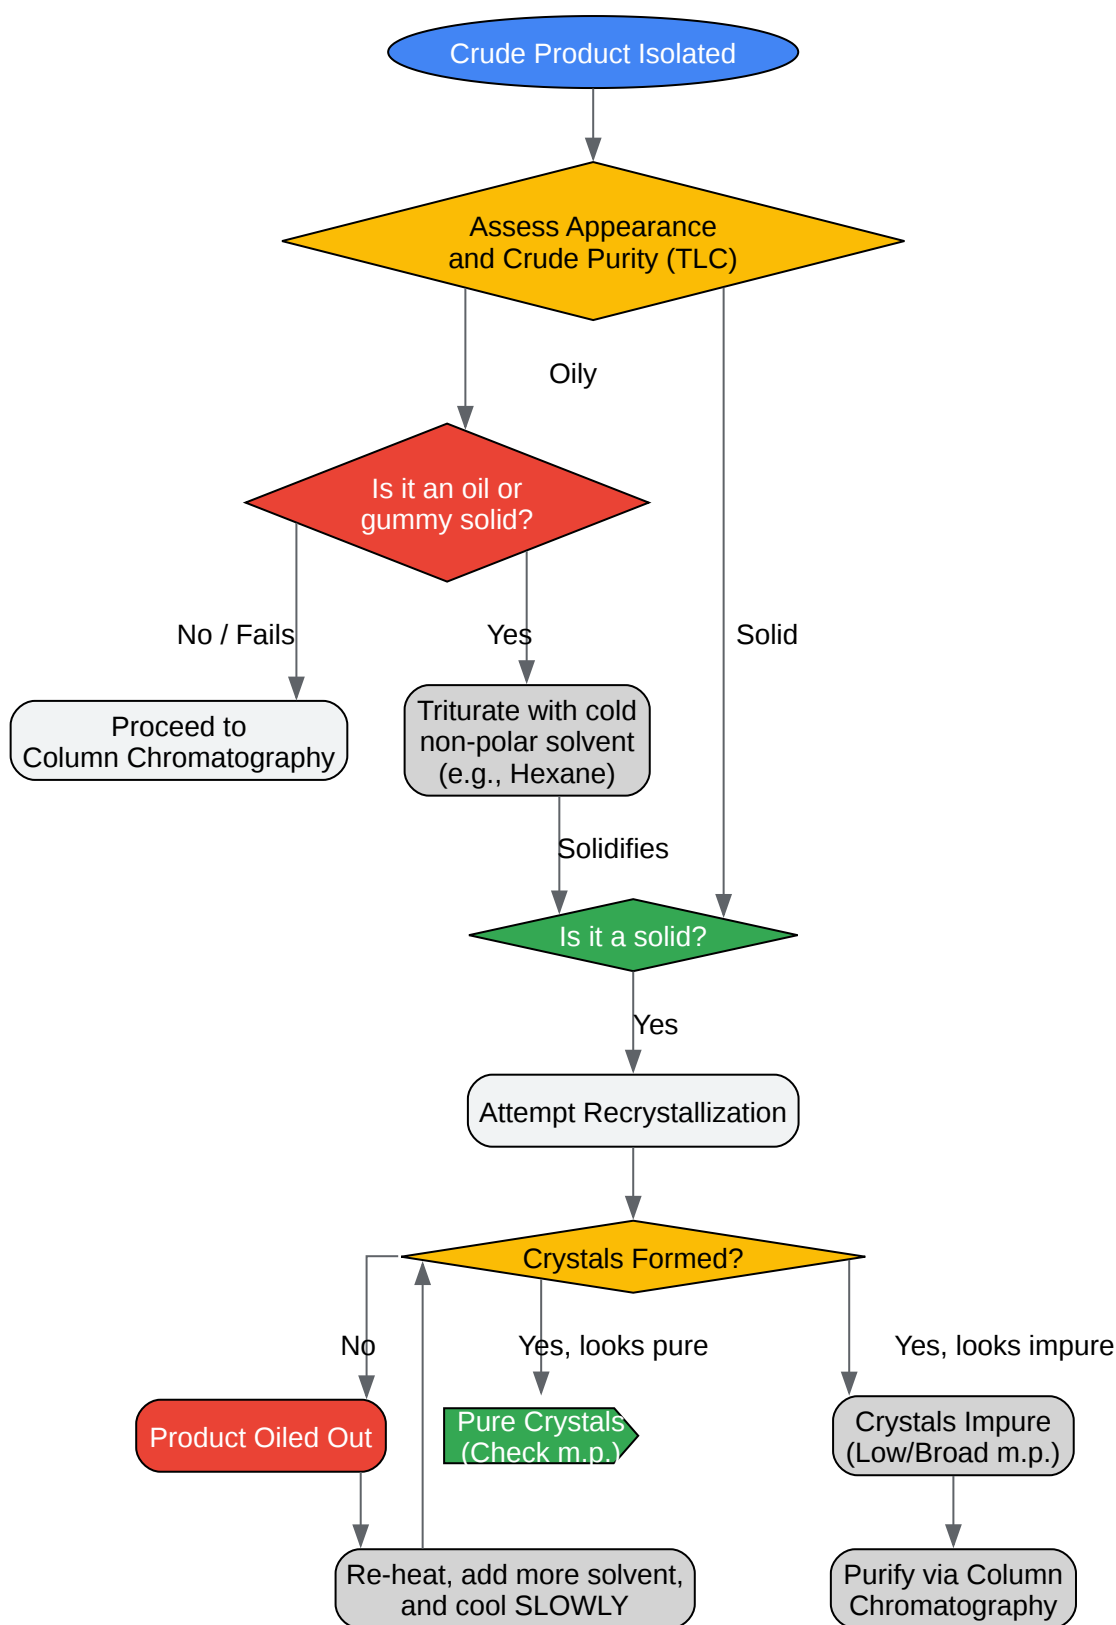 Crude Product Isolated
Assess Appearance
and Crude Purity (TLC)
Oily
Is it an oil or
gummy solid?
No / Fails
Yes
Solid
Proceed to
Column Chromatography
Triturate with cold
non-polar solvent
(e.g., Hexane)
Solidifies
Is it a solid?
Yes
Attempt Recrystallization
Crystals Formed?
No
Yes, looks pure
Yes, looks impure
Product Oiled Out
Pure Crystals
(Check m.p.)
Crystals Impure
(Low/Broad m.p.)
Re-heat, add more solvent,
and cool SLOWLY
Purify via Column
Chromatography